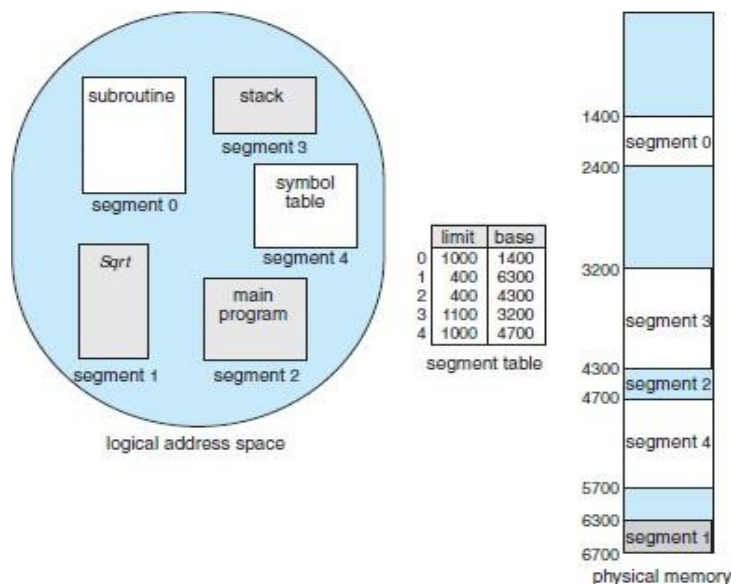 subroutine
segment 0
stack
segment 3
symbol
table
segment 4
Sqrt
segment 1
main
program
segment 2
logical address space
limit base
0 1000 1400
1 400 6300
2 400 4300
3 1100 3200
4 1000 4700
segment table
1400
segment 0
2400
3200
segment 3
4300
segment 2
4700
segment 4
5700
6300
segment 1
6700
physical memory